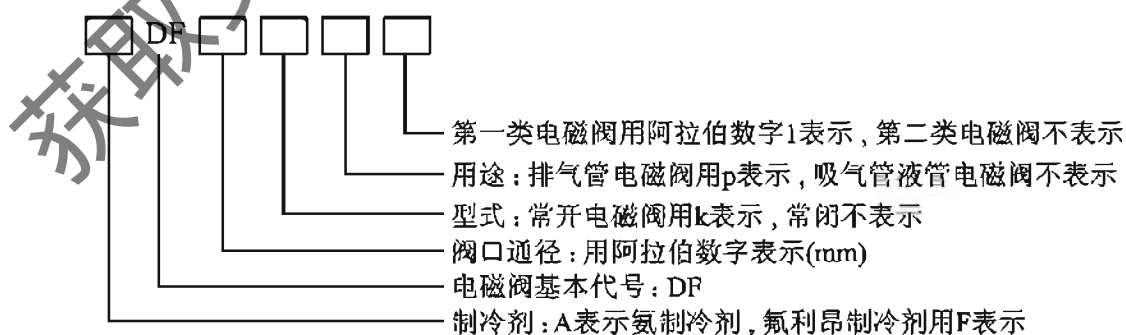 获取
DF
第一类电磁阀用阿拉伯数字1表示，第二类电磁阀不表示
用途：排气管电磁阀用p表示，吸气管液管电磁阀不表示
型式：常开电磁阀用k表示，常闭不表示
阀口通径：用阿拉伯数字表示(mm)
电磁阀基本代号：DF
制冷剂：A表示氨制冷剂，氟利昂制冷剂用F表示